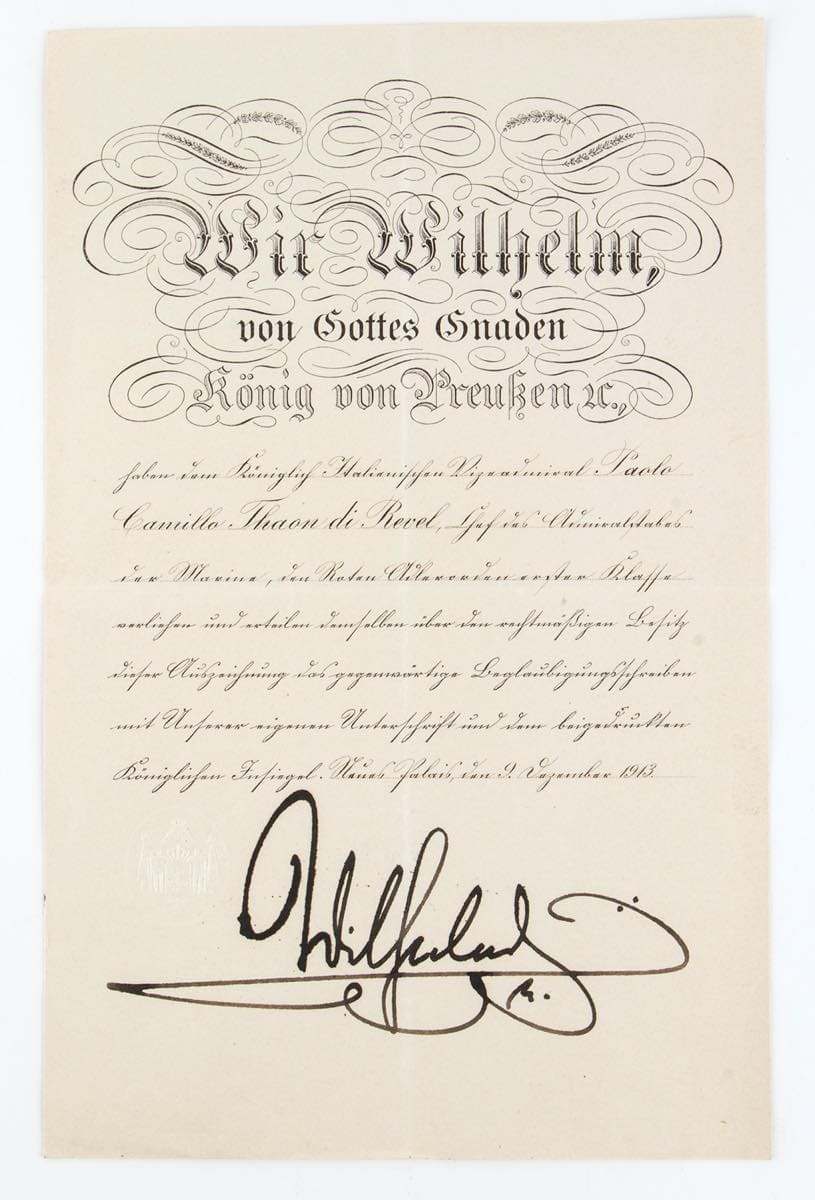 Wir Wilhelm,
von Gottes Gnaden
König von Preußen ꝛc.,
haben dem Königlich Italienischen Vizeadmiral Paolo
Camillo Thaon di Revel, Chef des Admiralstabes
der Marine, den Roten Adlerorden erster Klasse
verliehen und erteilen demselben über den rechtmäßigen Besitz
dieser Auszeichnung das gegenwärtige Beglaubigungsschreiben
mit Unserer eigenen Unterschrift und dem beigedruckten
Königlichen Insiegel. Neues Palais, den 9. Dezember 1913.
Wilhelm
R.